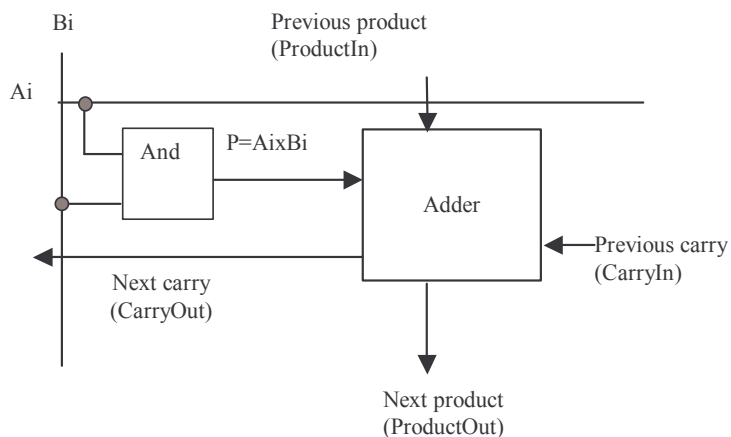 Bi
Previous product
(ProductIn)
Ai
And
P=AixBi
Adder
Previous carry
(CarryIn)
Next carry
(CarryOut)
Next product
(ProductOut)